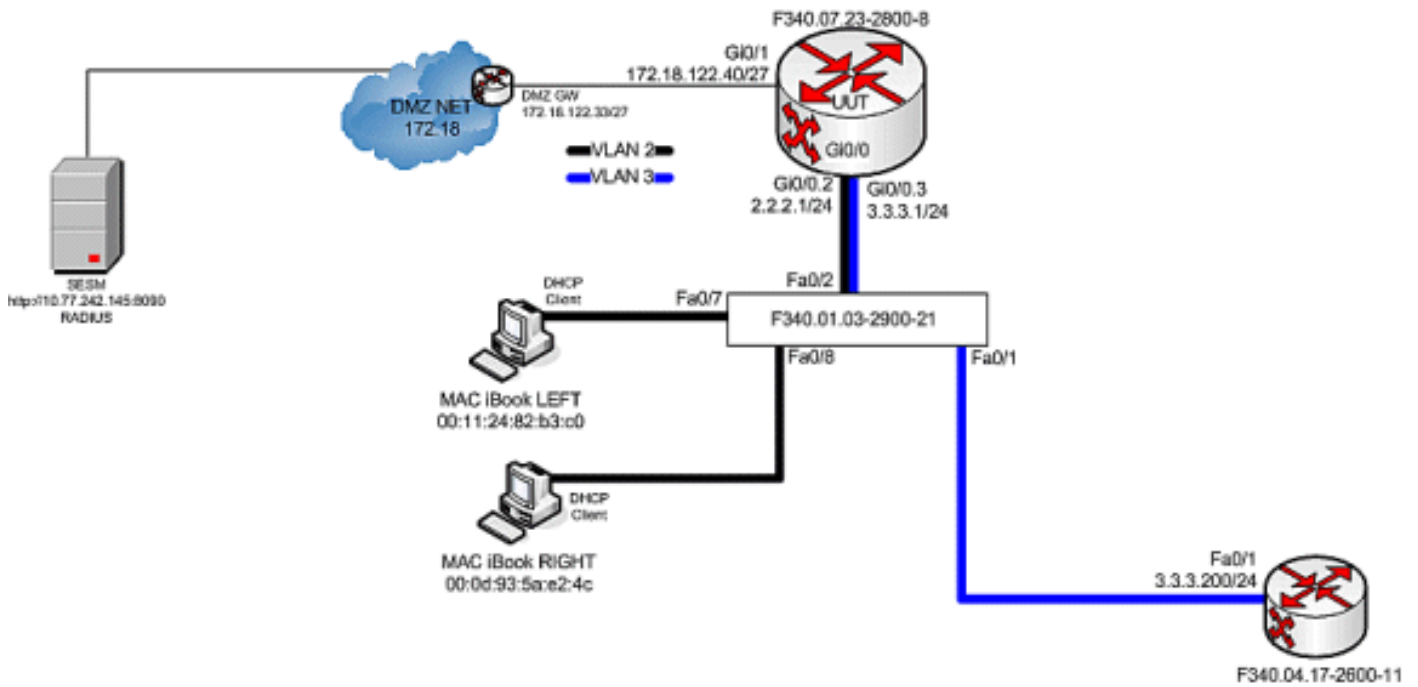 F340.07.23-2800-8
Gi0/1
172.18.122.40/27
DMZ GW
172.18.122.33/27
DMZ NET
172.18
UUT
Gi0/0
VLAN 2
VLAN 3
Gi0/0.2
2.2.2.1/24
Gi0/0.3
3.3.3.1/24
SESM
http://10.77.242.145:8090
RADIUS
DHCP
Client
Fa0/7
Fa0/2
F340.01.03-2900-21
Fa0/8
Fa0/1
MAC iBook LEFT
00:11:24:82:b3:c0
DHCP
Client
MAC iBook RIGHT
00:0d:93:5a:e2:4c
Fa0/1
3.3.3.200/24
F340.04.17-2600-11